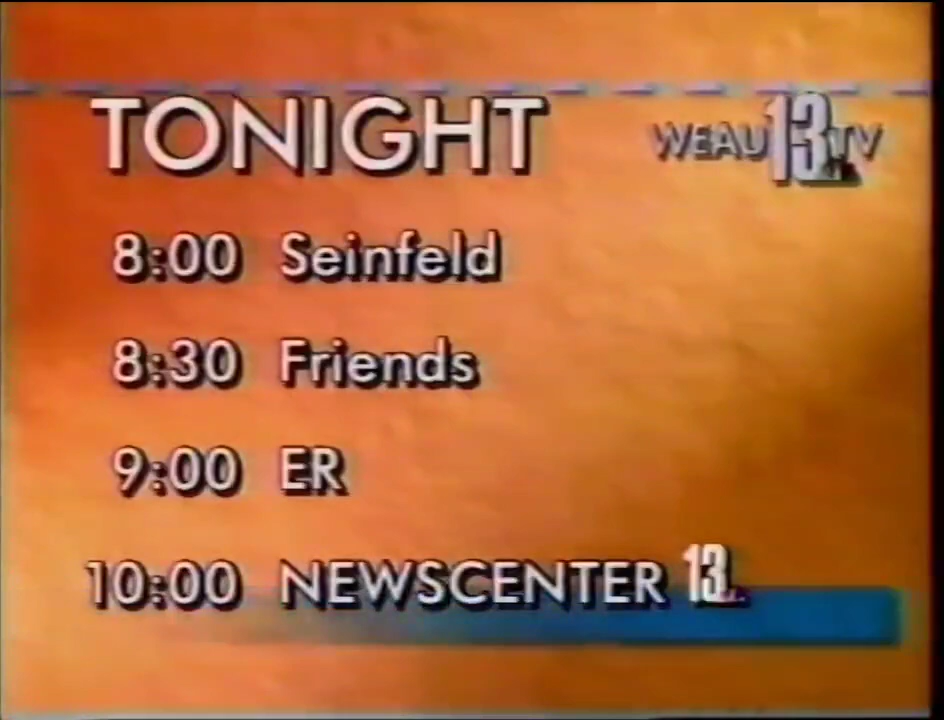 TONIGHT
WEAU 13 TV
8:00 Seinfeld
8:30 Friends
9:00 ER
10:00 NEWSCENTER 13